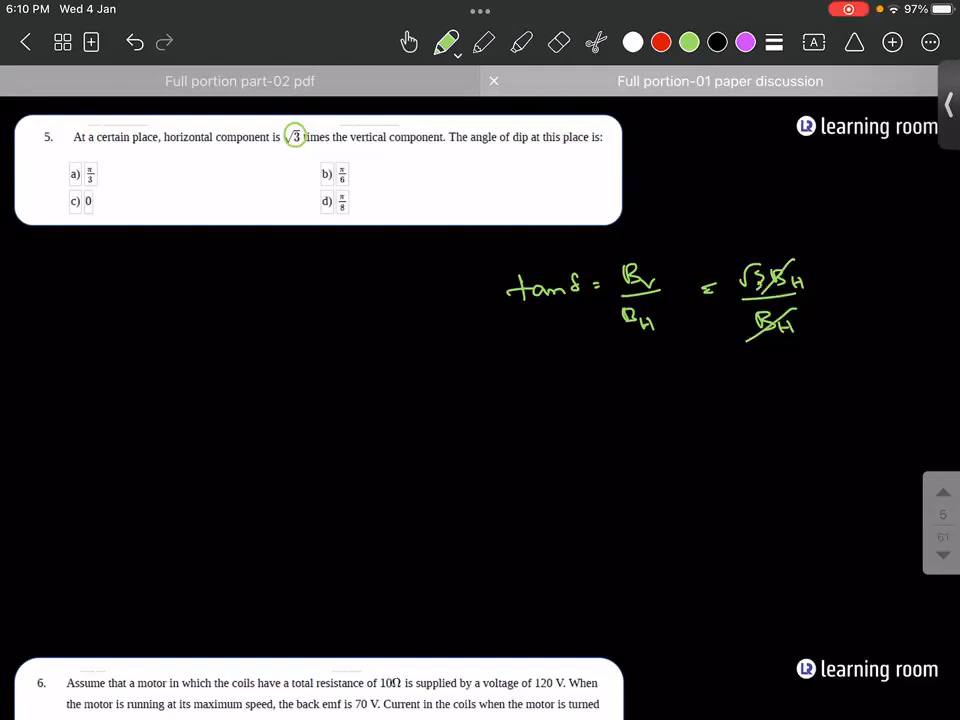 6:10 PM Wed 4 Jan
97%
A
Full portion part-02 pdf
Full portion-01 paper discussion
5. At a certain place, horizontal component is √3 times the vertical component. The angle of dip at this place is:
learning room
a) π/3
b) π/6
c) 0
d) π/8
tan δ = B_V/B_H = √3 B_H/B_H
5
61
learning room
6. Assume that a motor in which the coils have a total resistance of 10Ω is supplied by a voltage of 120 V. When
the motor is running at its maximum speed, the back emf is 70 V. Current in the coils when the motor is turned